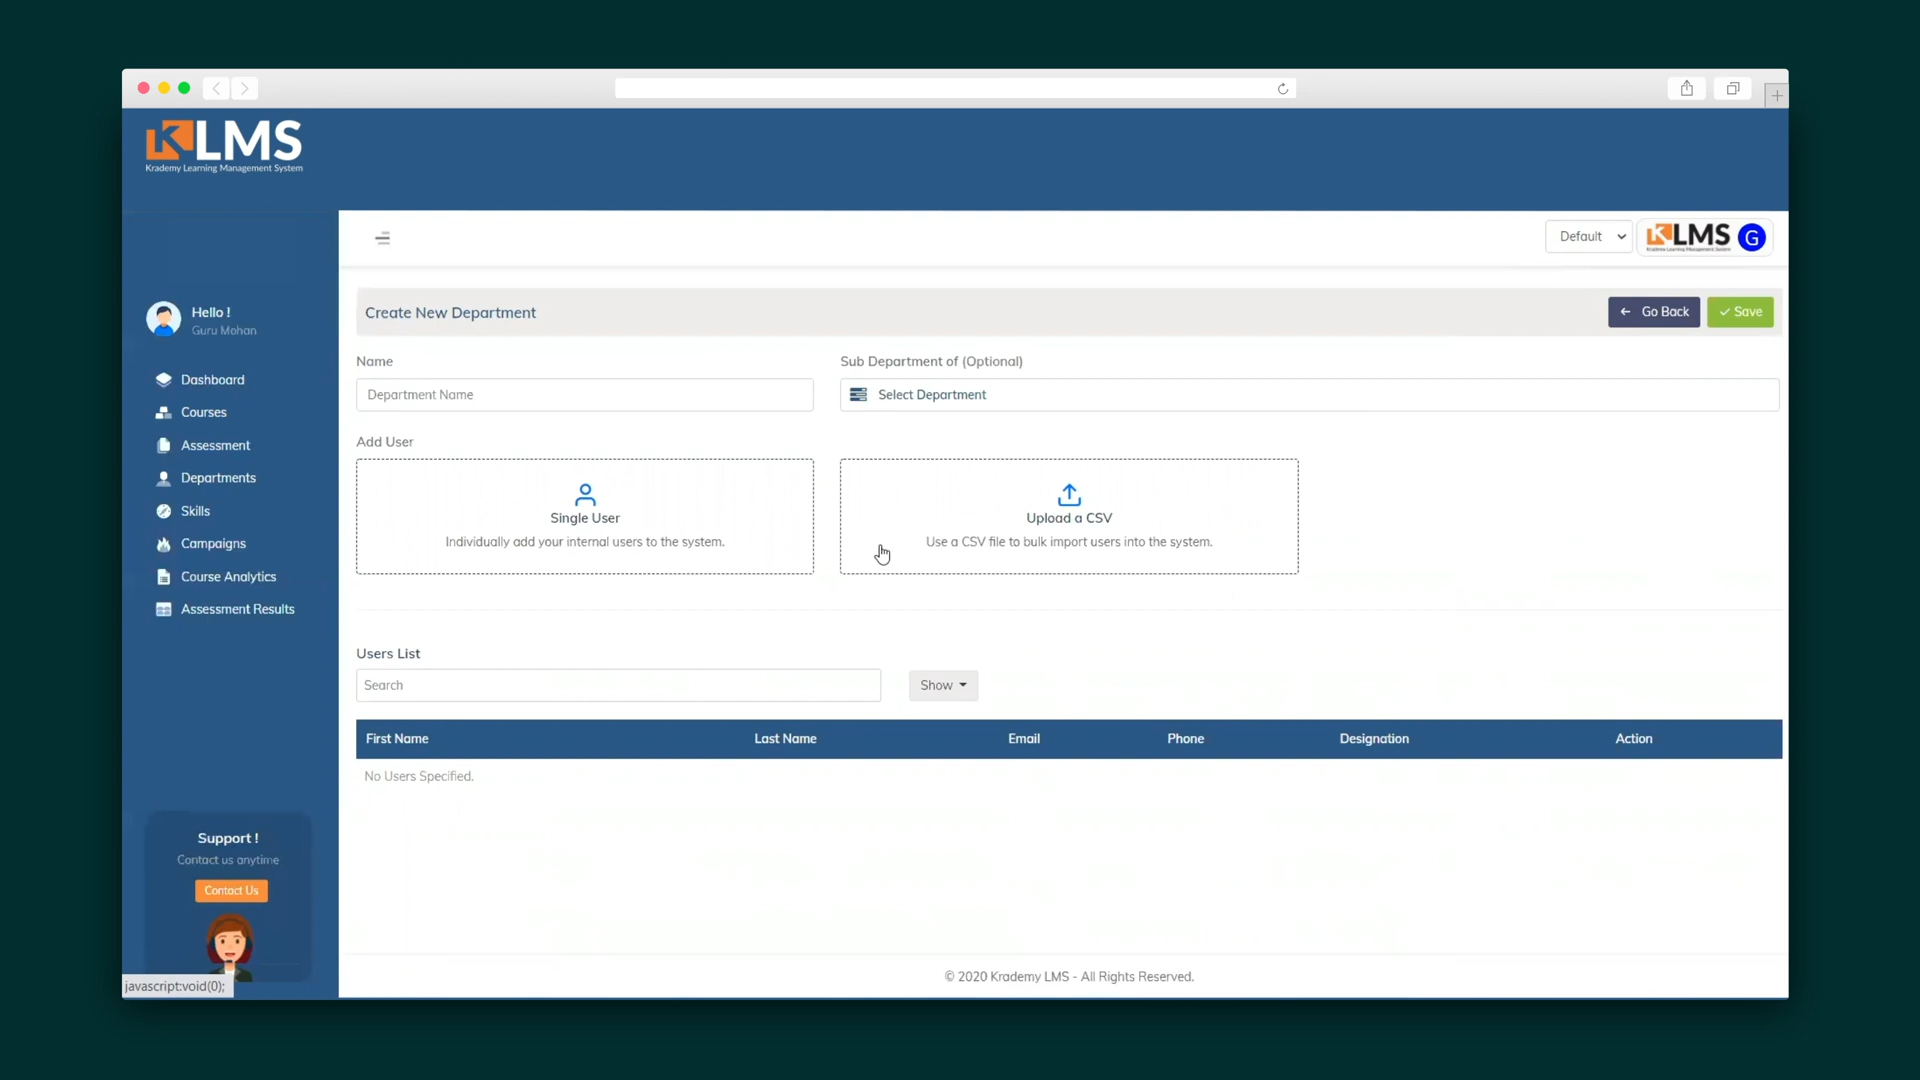 KLMS
Krademy Learning Management System
Default
KLMS G
Hello !
Guru Mohan
Dashboard
Courses
Assessment
Departments
Skills
Campaigns
Course Analytics
Assessment Results
Support !
Contact us anytime
Contact Us
javascript:void(0);
Create New Department
Go Back
Save
Name
Sub Department of (Optional)
Department Name
Select Department
Add User
Single User
Individually add your internal users to the system.
Upload a CSV
Use a CSV file to bulk import users into the system.
Users List
Search
Show
First Name Last Name Email Phone Designation Action
No Users Specified.
© 2020 Krademy LMS - All Rights Reserved.